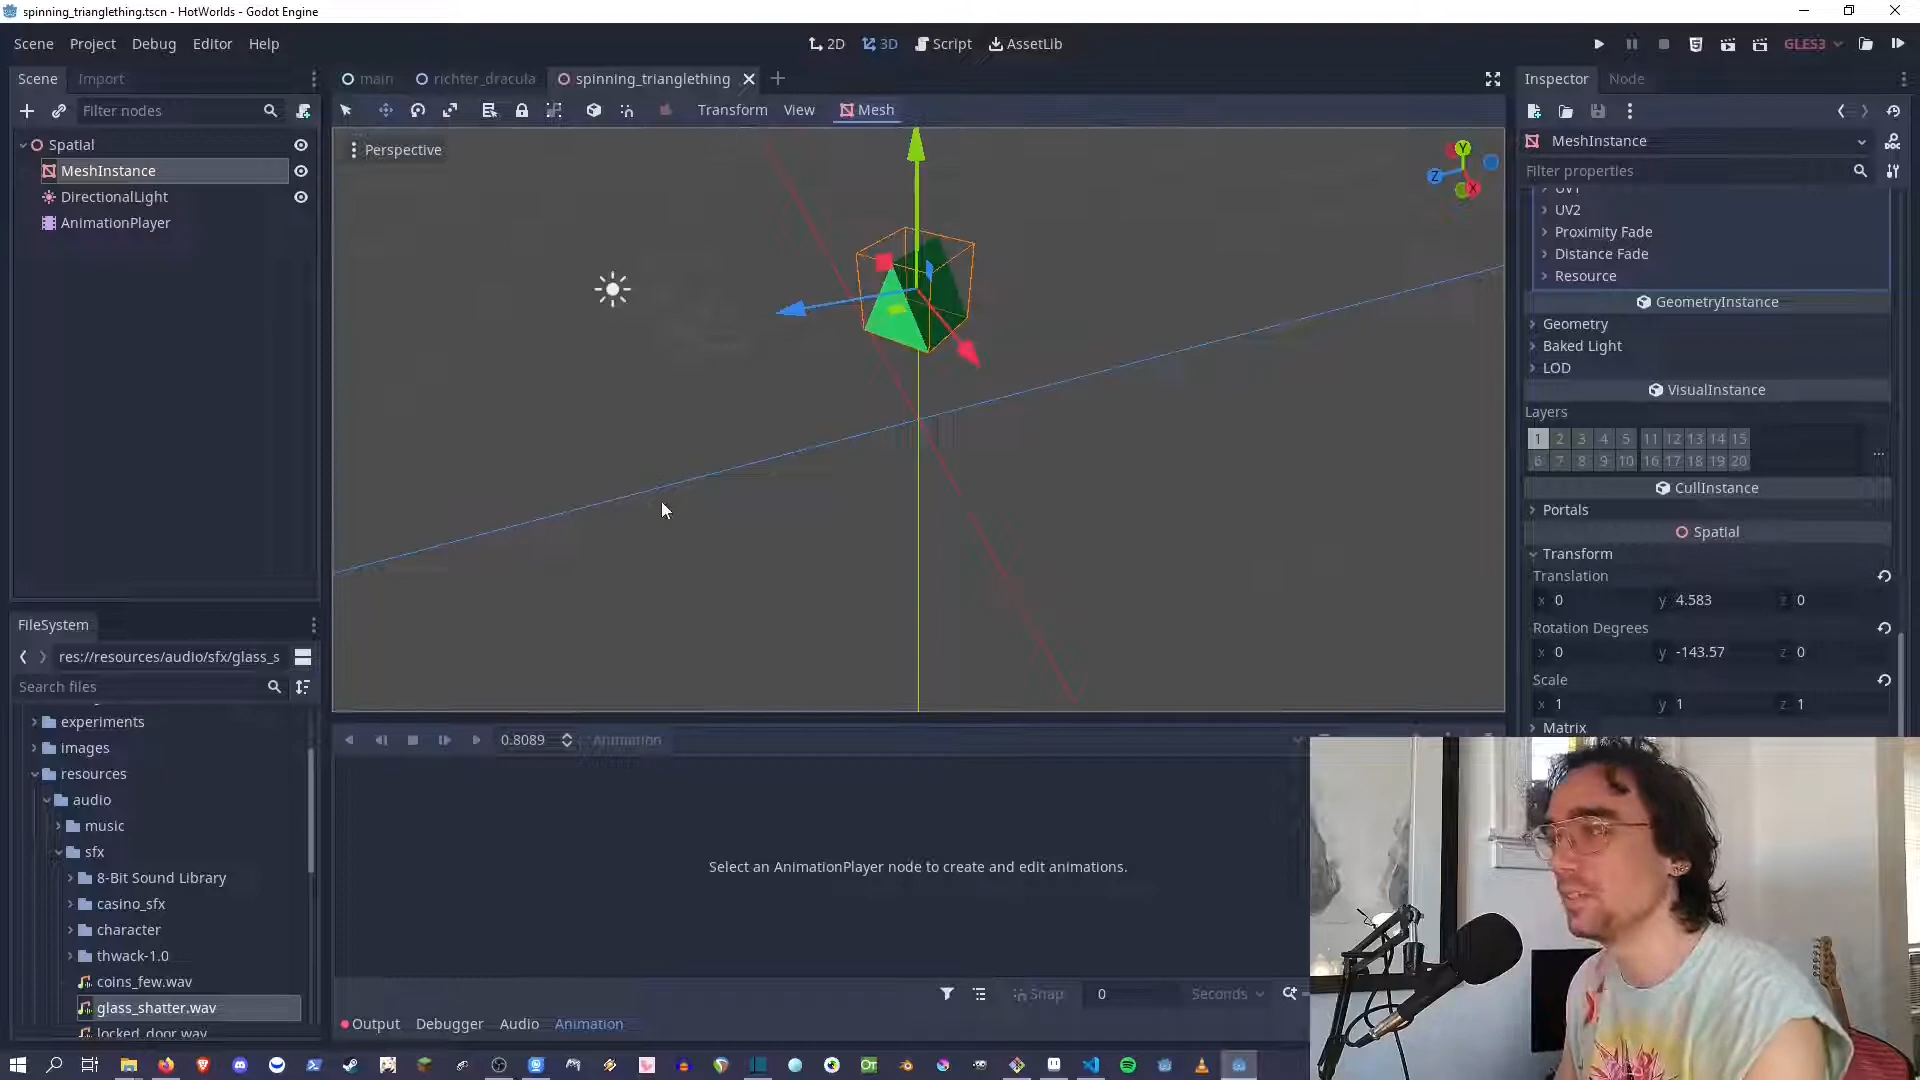 spinning_trianglething.tscn - HotWorlds - Godot Engine
Scene Project Debug Editor Help
2D 3D Script AssetLib
GLES3
Scene Import
Filter nodes
Spatial
MeshInstance
DirectionalLight
AnimationPlayer
main richter_dracula spinning_trianglething
Transform View Mesh
Perspective
Y
Z
X
Inspector Node
MeshInstance
Filter properties
UV1
UV2
Proximity Fade
Distance Fade
Resource
GeometryInstance
Geometry
Baked Light
LOD
VisualInstance
Layers
1 2 3 4 5 11 12 13 14 15
6 7 8 9 10 16 17 18 19 20
CullInstance
Portals
Spatial
Transform
Translation
x 0 y 4.583 z 0
Rotation Degrees
x 0 y -143.57 z 0
Scale
x 1 y 1 z 1
Matrix
FileSystem
res://resources/audio/sfx/glass_s
Search files
experiments
images
resources
audio
music
sfx
8-Bit Sound Library
casino_sfx
character
thwack-1.0
coins_few.wav
glass_shatter.wav
locked_door.wav
0.8089 Animation
Select an AnimationPlayer node to create and edit animations.
Snap 0 Seconds
Output Debugger Audio Animation